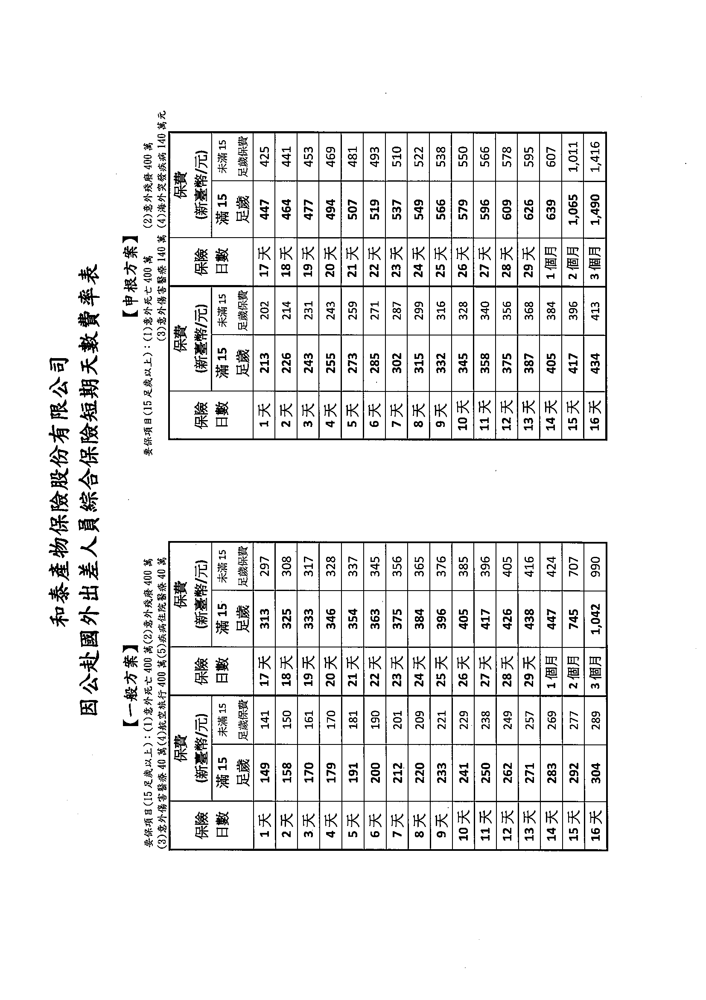 和泰產物保險股份有限公司
因公赴國外出差人員綜合保險短期天數費率表
【一般方案】
要保項目(15足歲以上)：(1)意外死亡400萬(2)意外殘廢400萬
(3)意外傷害醫療40萬(4)航空旅行400萬(5)疾病住院醫療40萬
保險日數 保費(新臺幣/元) 保險日數 保費(新臺幣/元)
滿15足歲 未滿15足歲保費 滿15足歲 未滿15足歲保費
1天 149 141 17天 313 297
2天 158 150 18天 325 308
3天 170 161 19天 333 317
4天 179 170 20天 346 328
5天 191 181 21天 354 337
6天 200 190 22天 363 345
7天 212 201 23天 375 356
8天 220 209 24天 384 365
9天 233 221 25天 396 376
10天 241 229 26天 405 385
11天 250 238 27天 417 396
12天 262 249 28天 426 405
13天 271 257 29天 438 416
14天 283 269 1個月 447 424
15天 292 277 2個月 745 707
16天 304 289 3個月 1,042 990
【申根方案】
要保項目(15足歲以上)：(1)意外死亡400萬 (2)意外殘廢400萬
(3)意外傷害醫療140萬 (4)海外突發疾病140萬元
保險日數 保費(新臺幣/元) 保險日數 保費(新臺幣/元)
滿15足歲 未滿15足歲保費 滿15足歲 未滿15足歲保費
1天 213 202 17天 447 425
2天 226 214 18天 464 441
3天 243 231 19天 477 453
4天 255 243 20天 494 469
5天 273 259 21天 507 481
6天 285 271 22天 519 493
7天 302 287 23天 537 510
8天 315 299 24天 549 522
9天 332 316 25天 566 538
10天 345 328 26天 579 550
11天 358 340 27天 596 566
12天 375 356 28天 609 578
13天 387 368 29天 626 595
14天 405 384 1個月 639 607
15天 417 396 2個月 1,065 1,011
16天 434 413 3個月 1,490 1,416